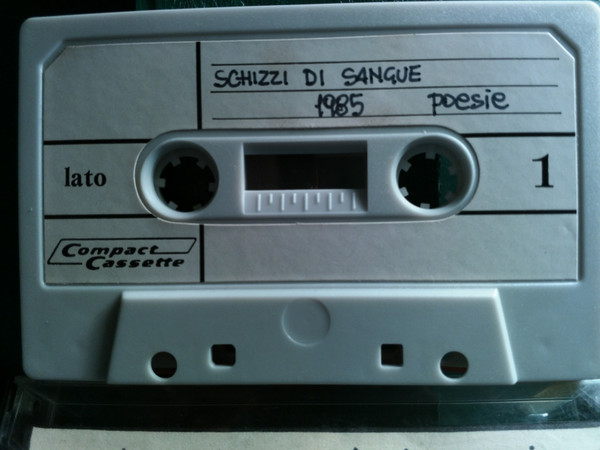 SCHIZZI DI SANGUE
1985 poesie
lato 1
Compact
Cassette